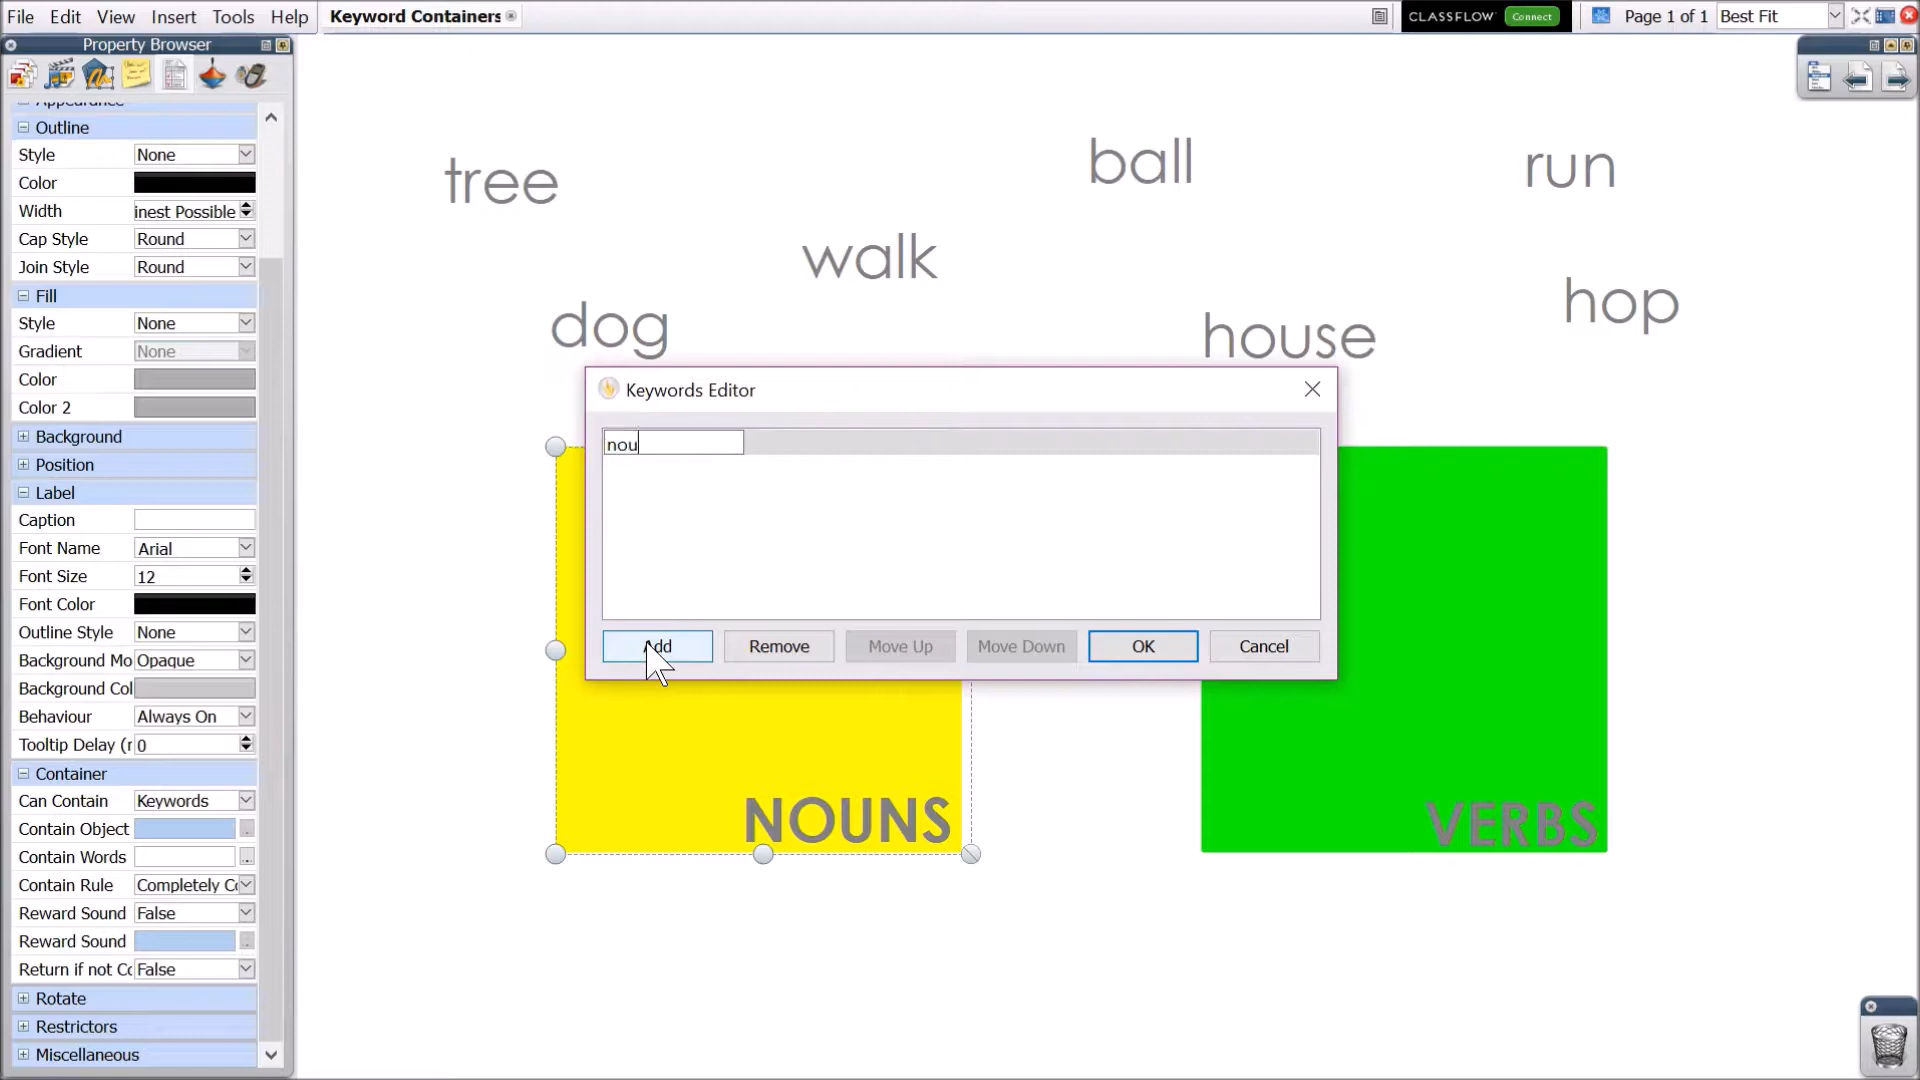 File Edit View Insert Tools Help
Keyword Containers
CLASSFLOW Connect
Page 1 of 1 Best Fit
Property Browser
Appearance
Outline
Style None
Color
Width inest Possible
Cap Style Round
Join Style Round
Fill
Style None
Gradient None
Color
Color 2
Background
Position
Label
Caption
Font Name Arial
Font Size 12
Font Color
Outline Style None
Background Mo Opaque
Background Col
Behaviour Always On
Tooltip Delay (r 0
Container
Can Contain Keywords
Contain Object
Contain Words ...
Contain Rule Completely Co
Reward Sound False
Reward Sound
Return if not Co False
Rotate
Restrictors
Miscellaneous
tree
ball
run
walk
dog
house
hop
Keywords Editor
nou
Add Remove Move Up Move Down OK Cancel
NOUNS
VERBS